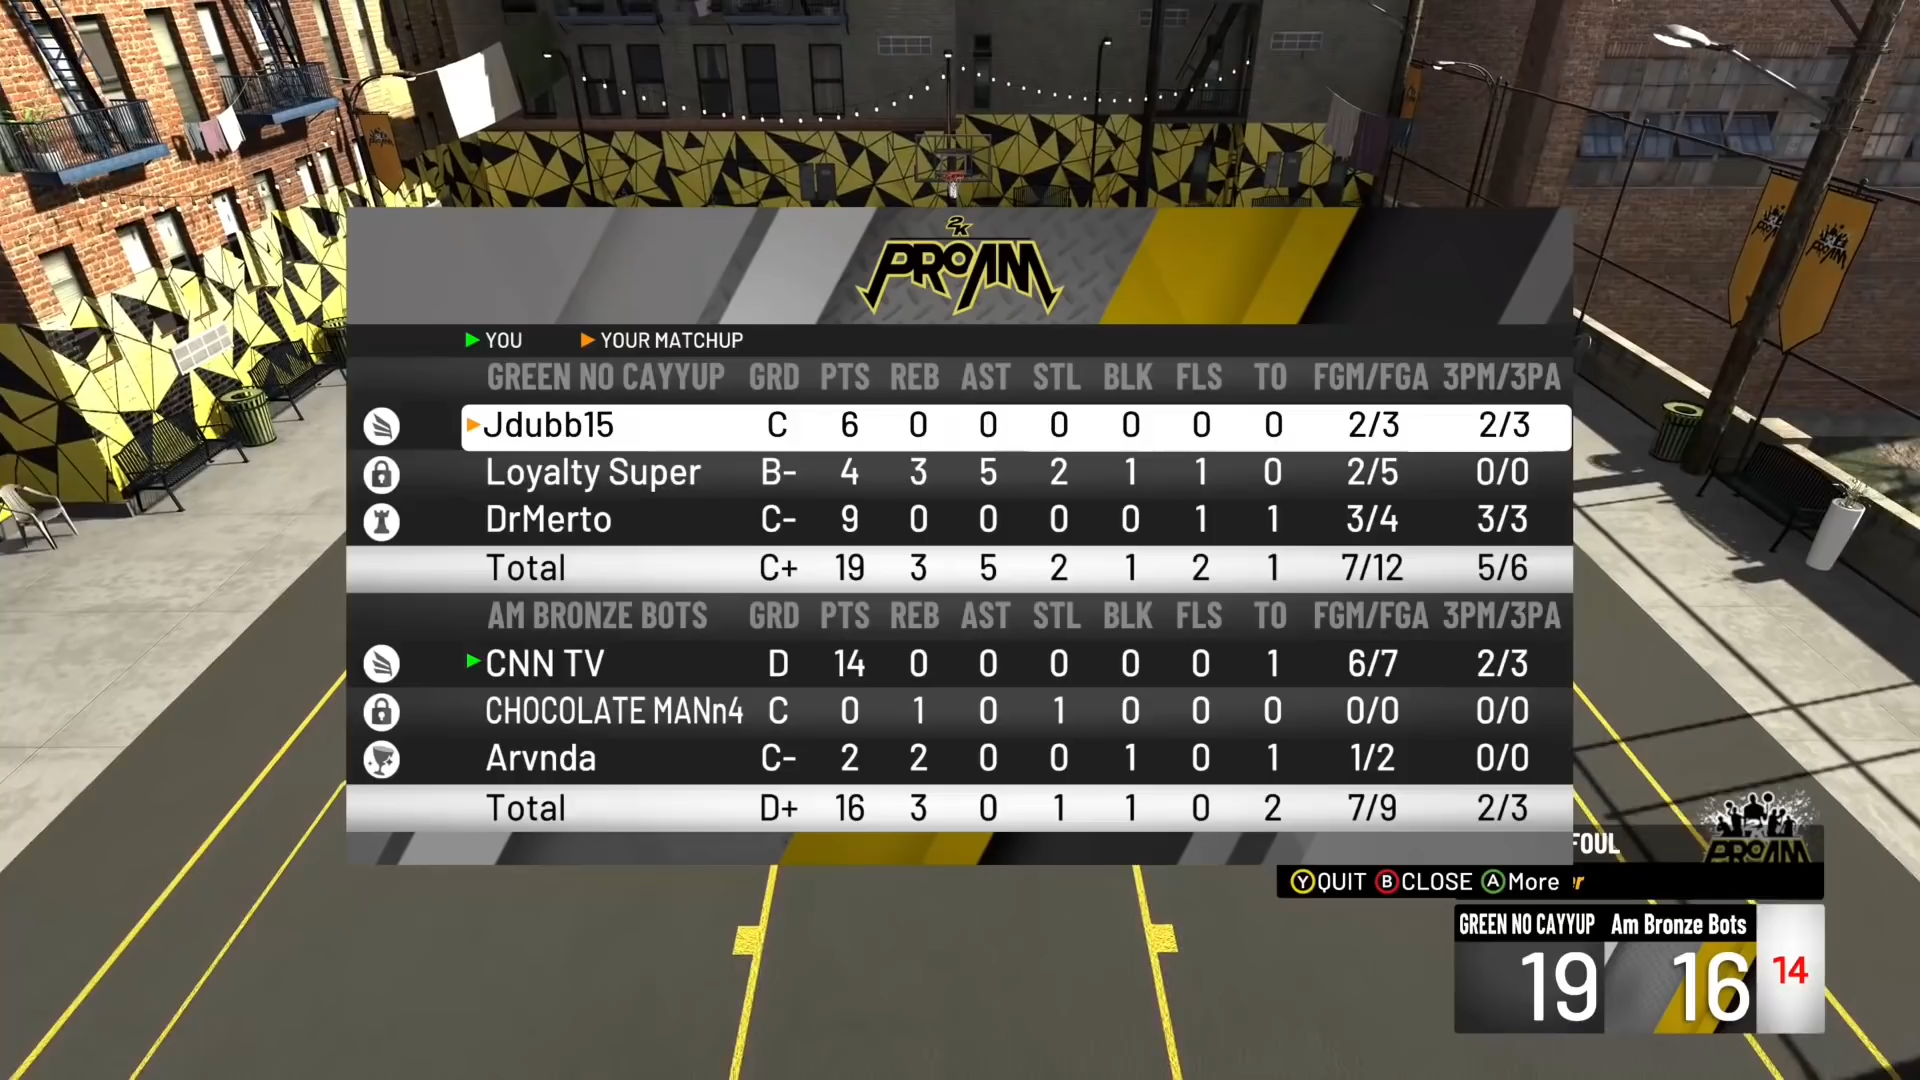 2K
PRO AM
YOU YOUR MATCHUP
GREEN NO CAYYUP GRD PTS REB AST STL BLK FLS TO FGM/FGA 3PM/3PA
Jdubb15 C 6 0 0 0 0 0 0 2/3 2/3
Loyalty Super B- 4 3 5 2 1 1 0 2/5 0/0
DrMerto C- 9 0 0 0 0 1 1 3/4 3/3
Total C+ 19 3 5 2 1 2 1 7/12 5/6
AM BRONZE BOTS GRD PTS REB AST STL BLK FLS TO FGM/FGA 3PM/3PA
CNN TV D 14 0 0 0 0 0 1 6/7 2/3
CHOCOLATE MANn4 C 0 1 0 1 0 0 0 0/0 0/0
Arvnda C- 2 2 0 0 1 0 1 1/2 0/0
Total D+ 16 3 0 1 1 0 2 7/9 2/3
FOUL
2K PRO AM
Y QUIT B CLOSE A More
GREEN NO CAYYUP Am Bronze Bots
19 16 14
PRO AM
PRO AM